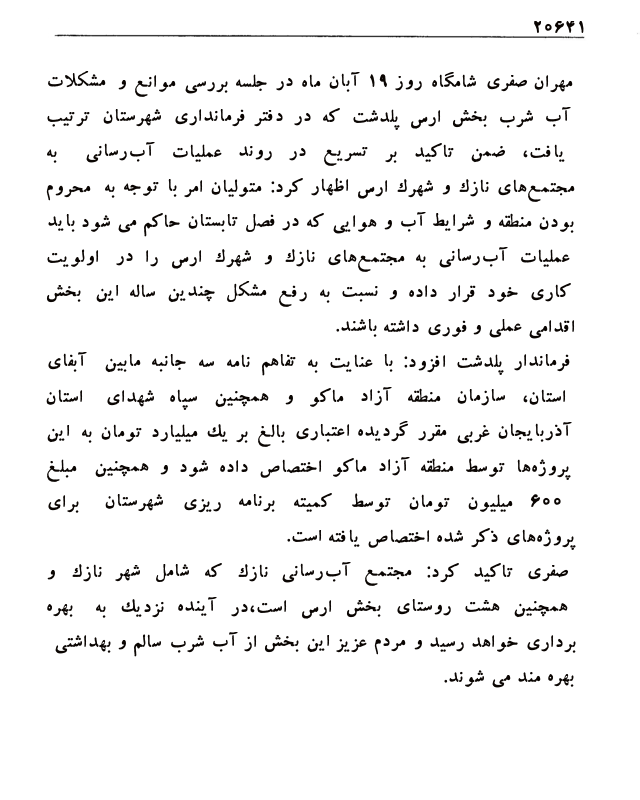 ۲۰۶۴۱
مهران صفری شامگاه روز ۱۹ آبان ماه در جلسه بررسی موانع و مشکلات
آب شرب بخش ارس پلدشت که در دفتر فرمانداری شهرستان ترتیب
یافت، ضمن تاکید بر تسریع در روند عملیات آب‌رسانی به
مجتمع‌های نازك و شهرك ارس اظهار کرد: متولیان امر با توجه به محروم
بودن منطقه و شرایط آب و هوایی که در فصل تابستان حاکم می شود باید
عملیات آب‌رسانی به مجتمع‌های نازك و شهرك ارس را در اولویت
کاری خود قرار داده و نسبت به رفع مشکل چندین ساله این بخش
اقدامی عملی و فوری داشته باشند.
فرماندار پلدشت افزود: با عنایت به تفاهم نامه سه جانبه مابین آبفای
استان، سازمان منطقه آزاد ماکو و همچنین سپاه شهدای استان
آذربایجان غربی مقرر گردیده اعتباری بالغ بر يك میلیارد تومان به این
پروژه‌ها توسط منطقه آزاد ماکو اختصاص داده شود و همچنین مبلغ
۶۰۰ میلیون تومان توسط کمیته برنامه ریزی شهرستان برای
پروژه‌های ذکر شده اختصاص یافته است.
صفری تاکید کرد: مجتمع آب‌رسانی نازك که شامل شهر نازك و
همچنین هشت روستای بخش ارس است،در آینده نزديك به بهره
برداری خواهد رسید و مردم عزیز این بخش از آب شرب سالم و بهداشتی
بهره مند می شوند.